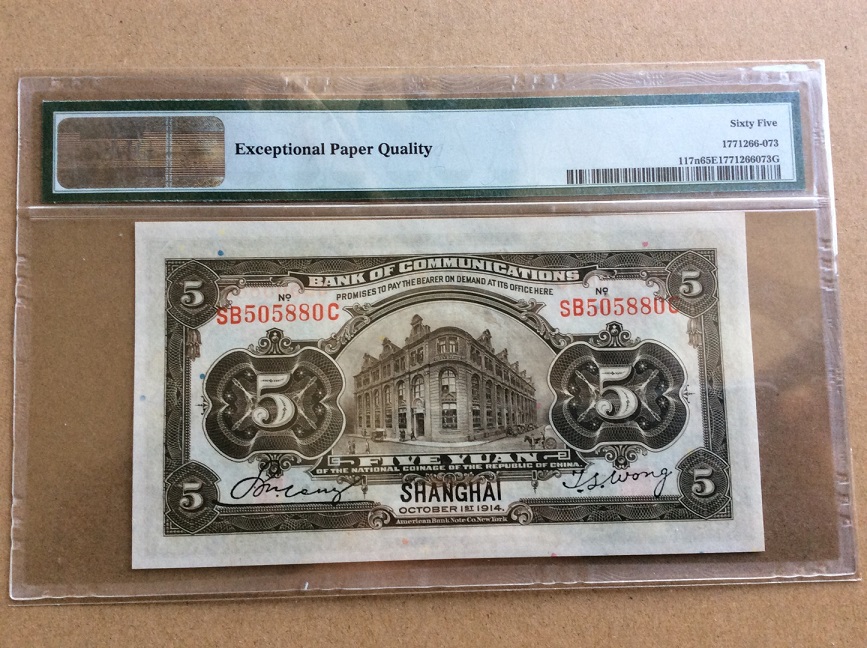 Exceptional Paper Quality
Sixty Five
1771266-073
117n65E1771266073G
BANK OF COMMUNICATIONS
PROMISES TO PAY THE BEARER ON DEMAND AT ITS OFFICE HERE
5 5
No No
SB505880C SB505880C
5 5
FIVE YUAN
OF THE NATIONAL COINAGE OF THE REPUBLIC OF CHINA
5 5
SHANGHAI
T.S. Wong
OCTOBER 1ST 1914.
American Bank Note Co. New York